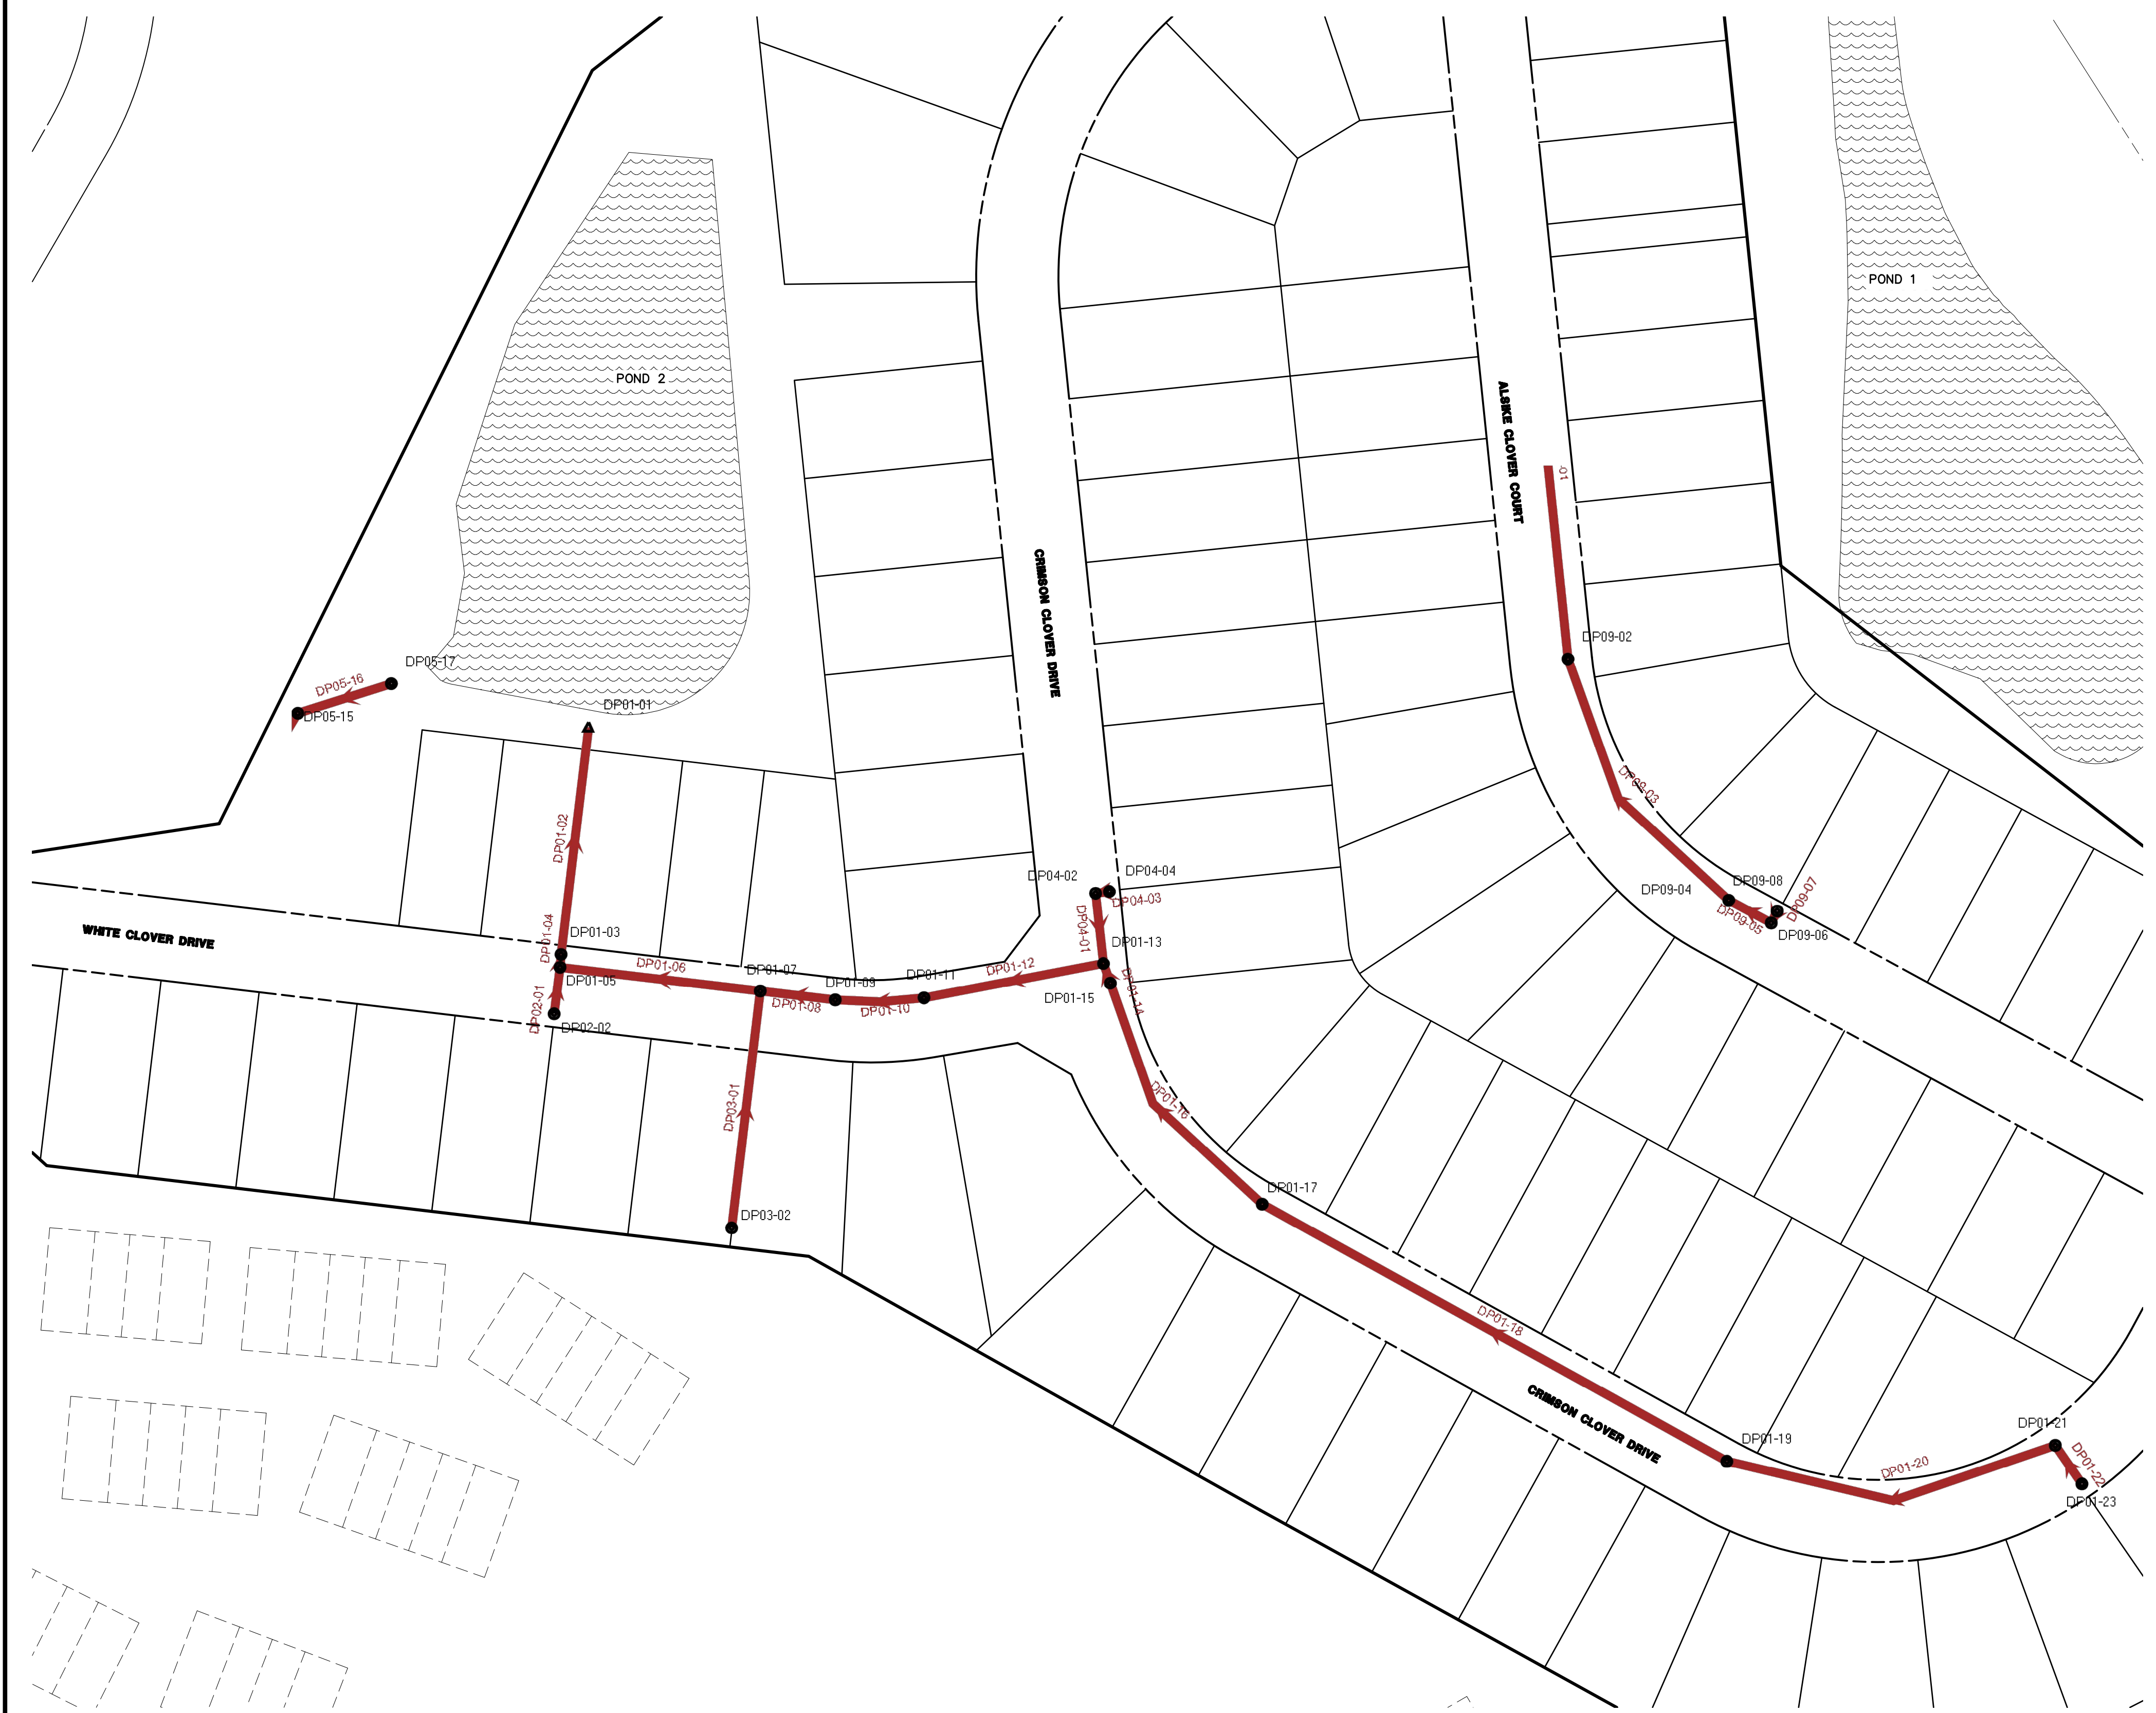 POND 1
POND 2
ALSIKE CLOVER COURT
-01
CRIMSON CLOVER DRIVE
DP09-02
DP05-17
DP05-16
DP01-01
DP05-15
DP09-03
DP01-02
DP04-02
DP04-04
DP09-08
DP09-04
DP09-07
DP04-03
DP09-05
DP09-06
DP04-01
WHITE CLOVER DRIVE
DP01-04
DP01-03
DP01-13
DP01-06
DP01-07
DP01-12
DP01-11
DP01-05
DP01-09
DP01-14
DP01-15
DP01-08
DP01-10
DP02-01
DP02-02
DP03-01
DP01-16
DP01-17
DP03-02
DP01-18
CRIMSON CLOVER DRIVE
DP01-21
DP01-19
DP01-20
DP01-22
DP01-23